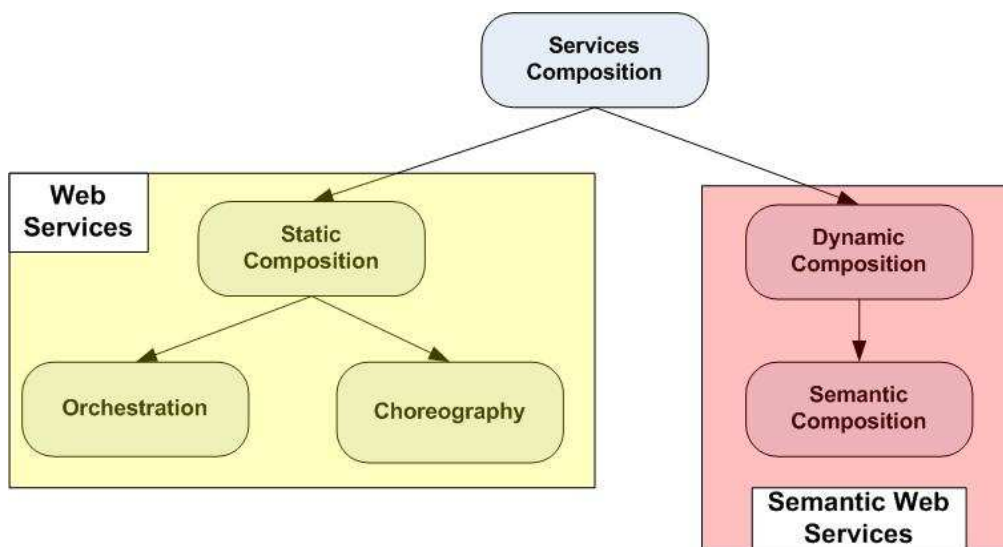 Services
Composition
Web
Services
Static
Composition
Dynamic
Composition
Orchestration
Choreography
Semantic
Composition
Semantic Web
Services